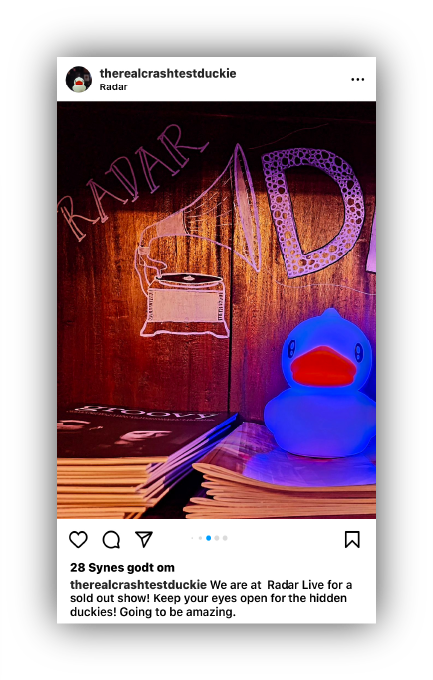 therealcrashtestduckie
Radar
RADAR
D
GROOVY
28 Synes godt om
therealcrashtestduckie We are at  Radar Live for a
sold out show! Keep your eyes open for the hidden
duckies! Going to be amazing.